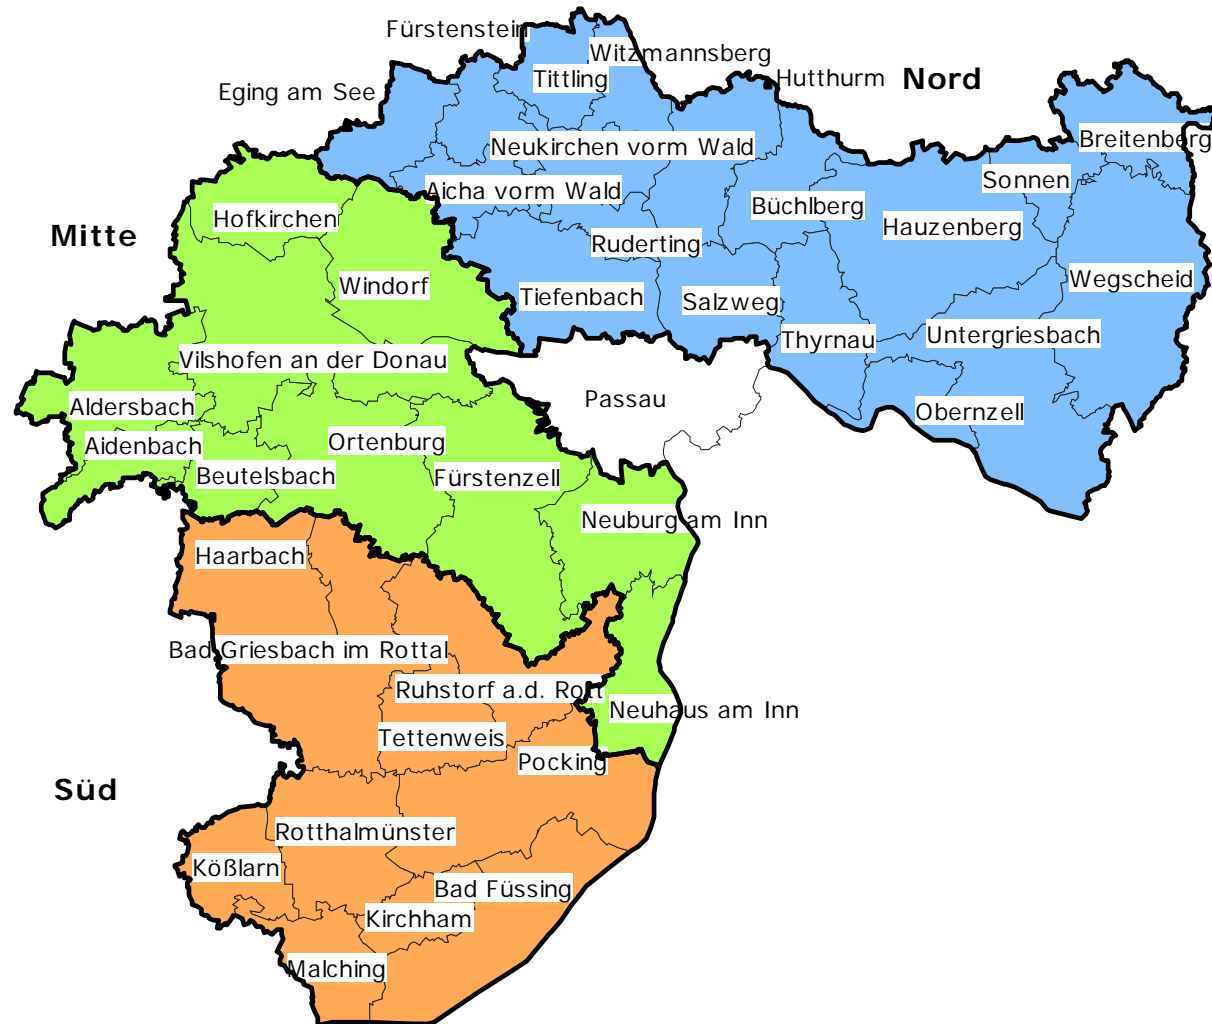 Fürstenstein
Witzmannsberg
Tittling
Hutthurm
Nord
Eging am See
Breitenberg
Neukirchen vorm Wald
Sonnen
Aicha vorm Wald
Büchlberg
Hofkirchen
Hauzenberg
Mitte
Ruderting
Wegscheid
Windorf
Tiefenbach
Salzweg
Untergriesbach
Thyrnau
Vilshofen an der Donau
Passau
Aldersbach
Obernzell
Ortenburg
Aidenbach
Beutelsbach
Fürstenzell
Neuburg am Inn
Haarbach
Bad Griesbach im Rottal
Ruhstorf a.d. Rott
Neuhaus am Inn
Tettenweis
Pocking
Süd
Rotthalmünster
Kößlarn
Bad Füssing
Kirchham
Malching